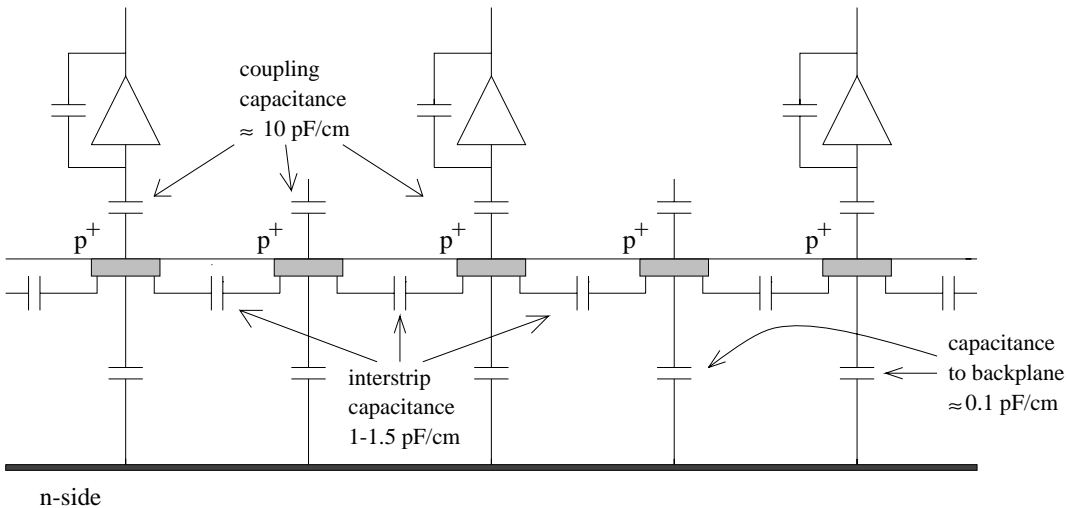 coupling
capacitance
≈ 10 pF/cm
p+ p+ p+ p+ p+
interstrip
capacitance
1-1.5 pF/cm
capacitance
to backplane
≈0.1 pF/cm
n-side